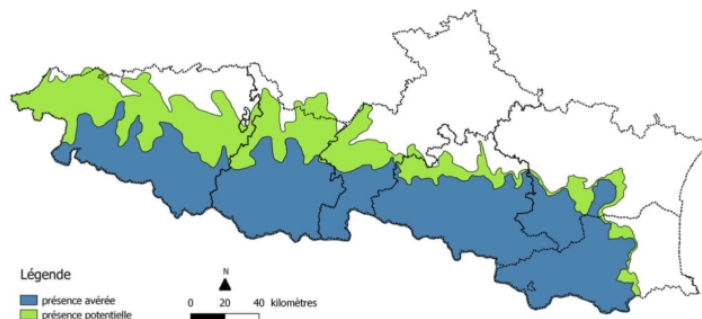 Légende
présence avérée
présence potentielle
N
0 20 40 kilomètres